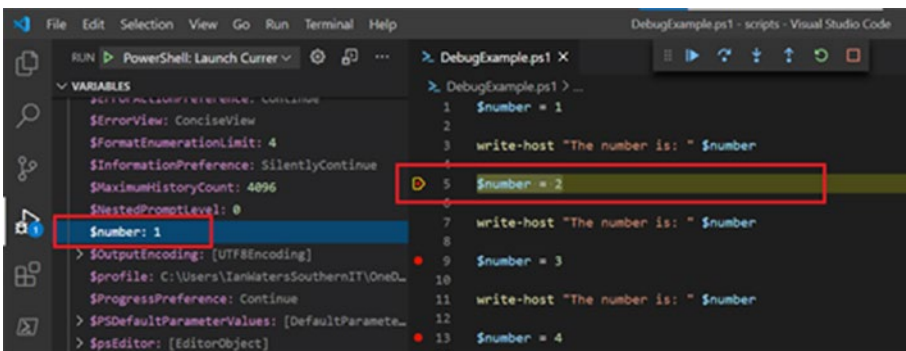 File Edit Selection View Go Run Terminal Help
DebugExample.ps1 - scripts - Visual Studio Code
RUN PowerShell: Launch Currer
DebugExample.ps1
VARIABLES
DebugExample.ps1 > ...
$ErrorActionPreference: Continue
$ErrorView: ConciseView
$FormatEnumerationLimit: 4
$InformationPreference: SilentlyContinue
$MaximumHistoryCount: 4096
$NestedPromptLevel: 0
$number: 1
> $OutputEncoding: [UTF8Encoding]
$profile: C:\Users\IanWatersSouthernIT\OneD...
$ProgressPreference: Continue
> $PSDefaultParameterValues: [DefaultParamete...
> $psEditor: [EditorObject]
1
1 $number = 1
2
3 write-host "The number is: " $number
4
5 $number = 2
6
7 write-host "The number is: " $number
8
9 $number = 3
10
11 write-host "The number is: " $number
12
13 $number = 4